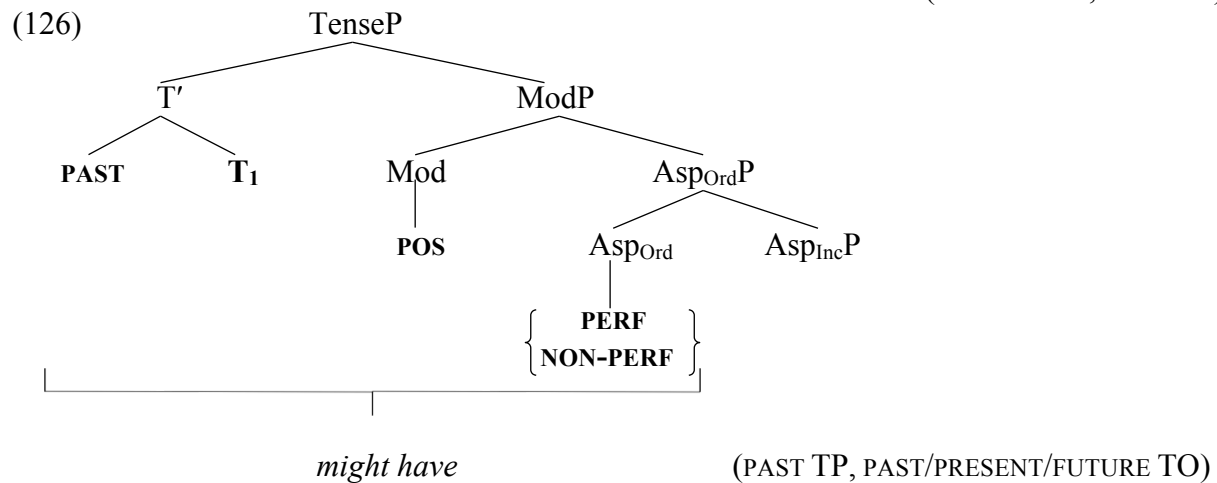 (126) TenseP
T′ ModP
PAST T1 Mod AspOrdP
POS AspOrd AspIncP
PERF
NON-PERF
might have (PAST TP, PAST/PRESENT/FUTURE TO)